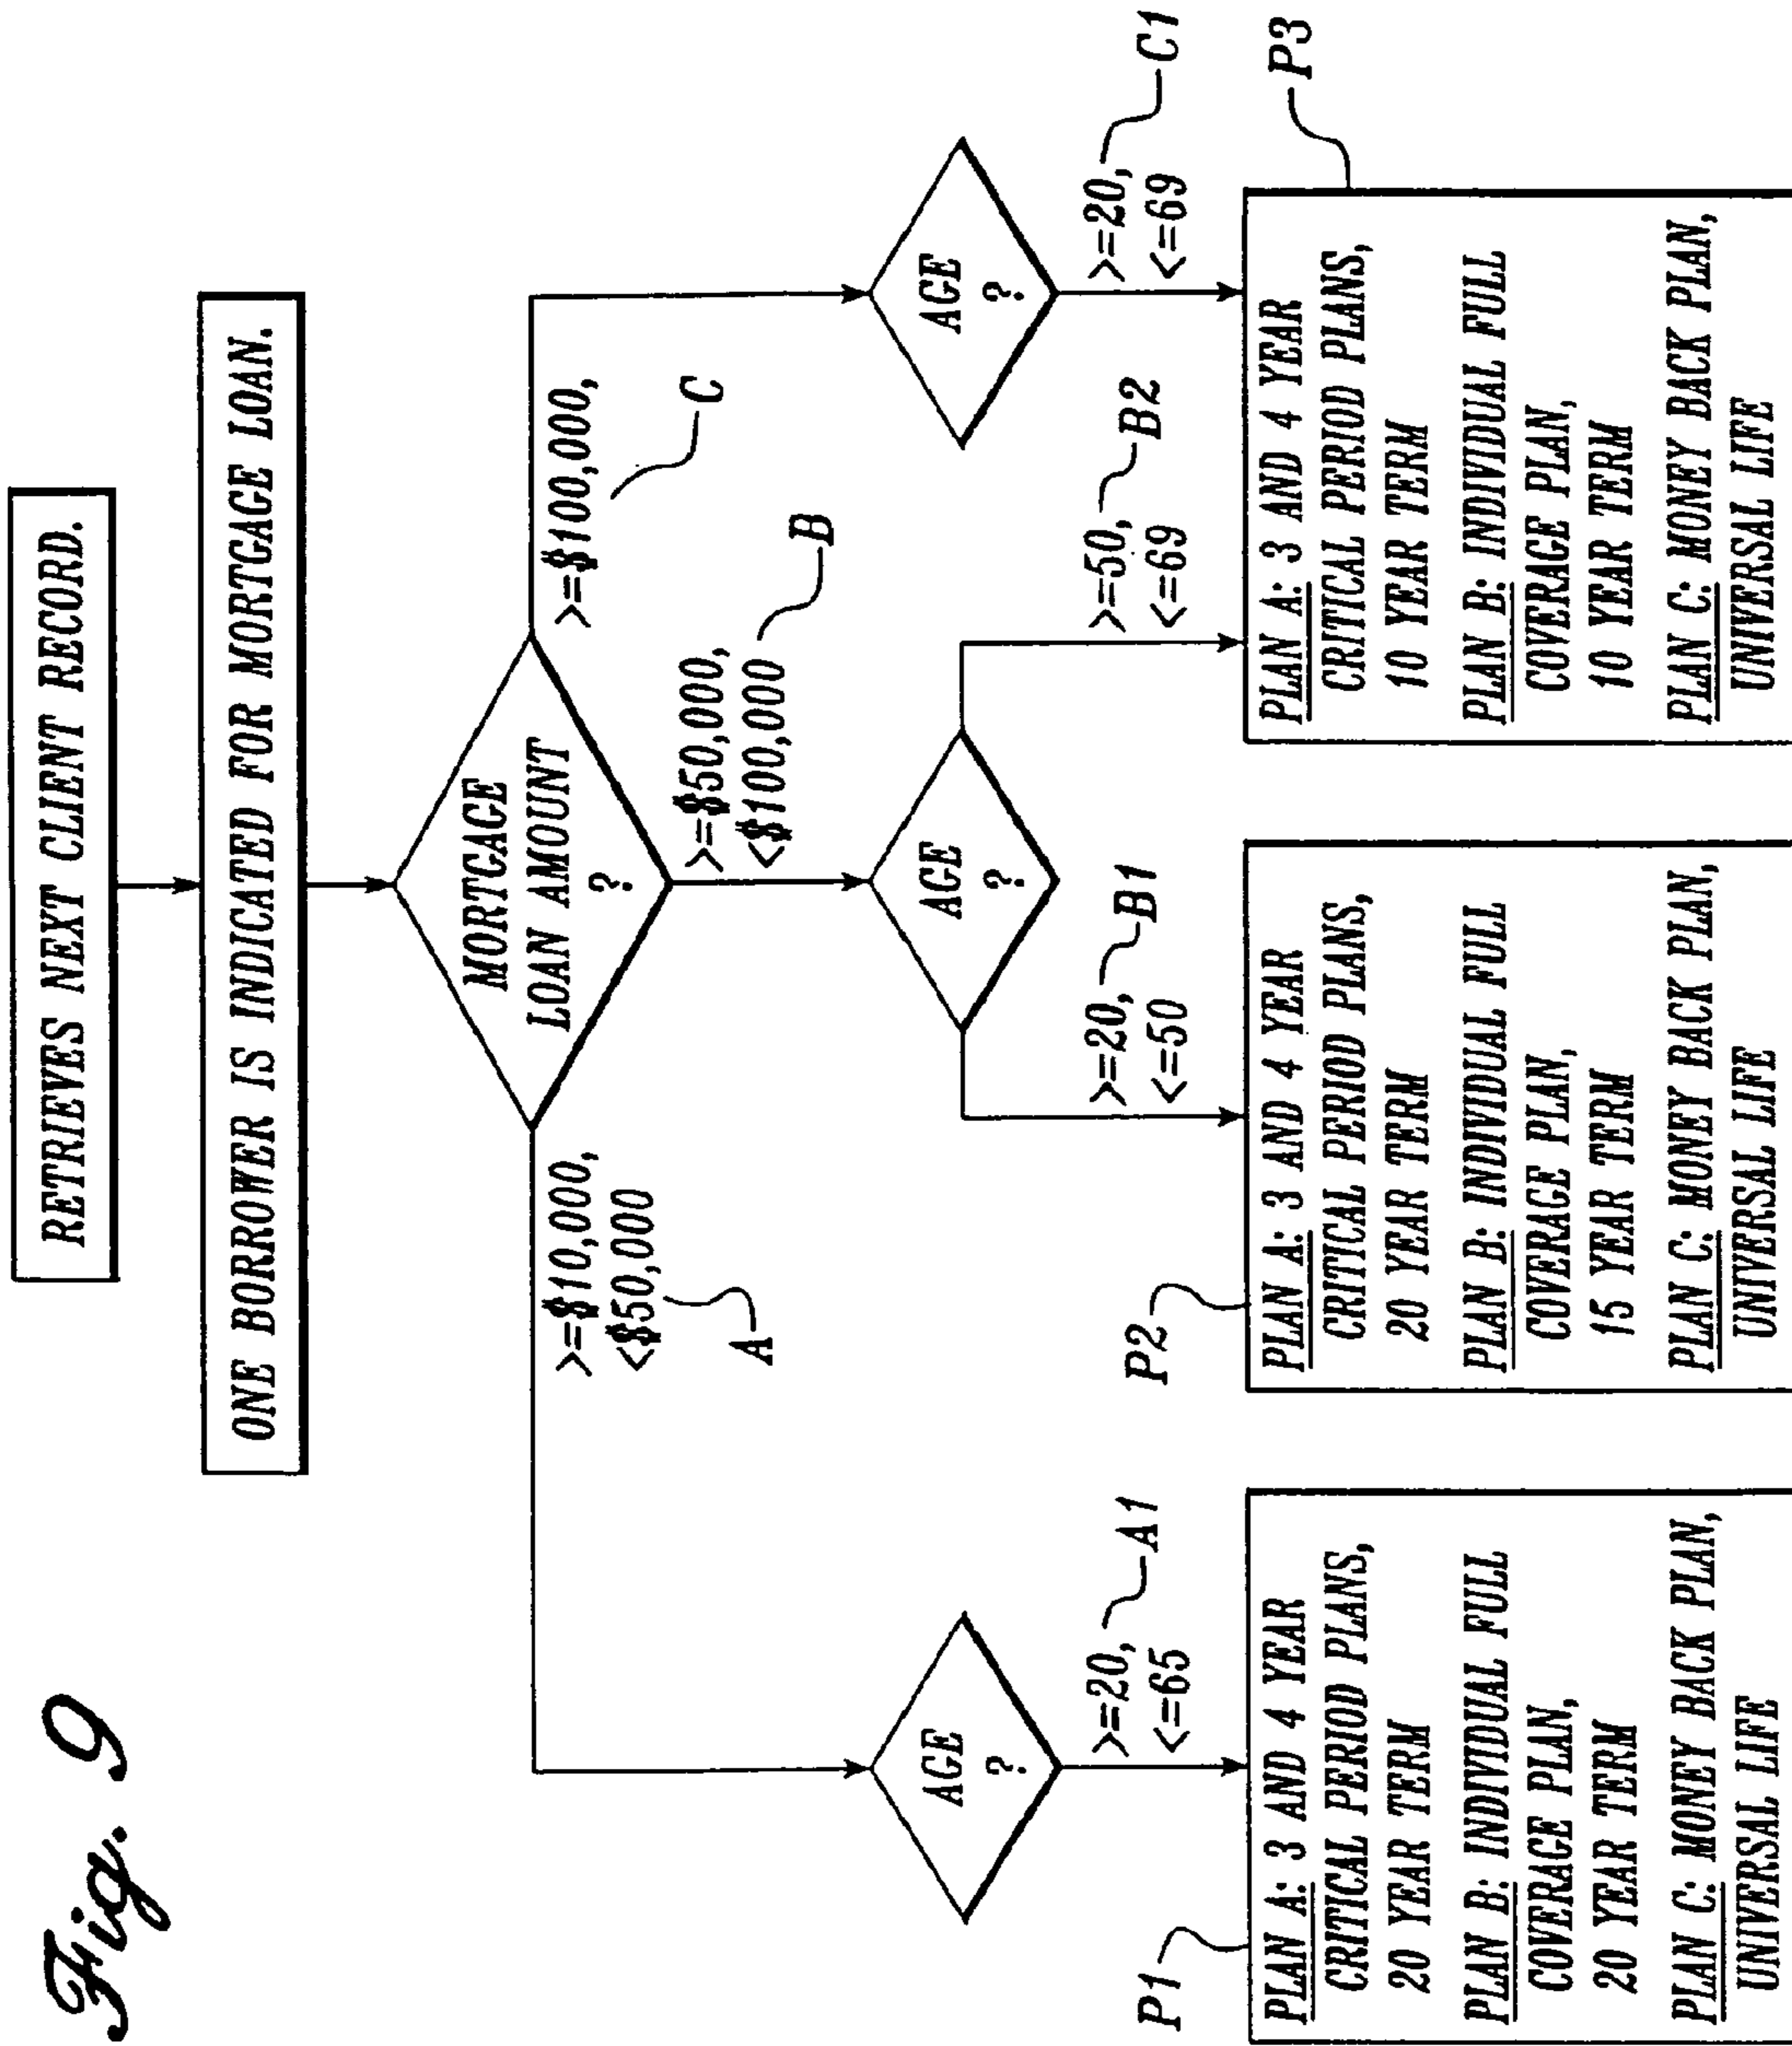 Fig. 9
RETRIEVES NEXT CLIENT RECORD.
ONE BORROWER IS INDICATED FOR MORTGAGE LOAN.
MORTGAGE
LOAN AMOUNT
?
>=$10,000,
<$50,000
A
>=$50,000,
<$100,000
B
>=$100,000,
C
AGE
?
>=20,
<=65
A1
AGE
?
>=20,
<=50
B1
>=50,
<=69
B2
AGE
?
>=20,
<=69
C1
P1
PLAN A: 3 AND 4 YEAR
CRITICAL PERIOD PLANS,
20 YEAR TERM
PLAN B: INDIVIDUAL FULL
COVERAGE PLAN,
20 YEAR TERM
PLAN C: MONEY BACK PLAN,
UNIVERSAL LIFE
P2
PLAN A: 3 AND 4 YEAR
CRITICAL PERIOD PLANS,
20 YEAR TERM
PLAN B: INDIVIDUAL FULL
COVERAGE PLAN,
15 YEAR TERM
PLAN C: MONEY BACK PLAN,
UNIVERSAL LIFE
P3
PLAN A: 3 AND 4 YEAR
CRITICAL PERIOD PLANS,
10 YEAR TERM
PLAN B: INDIVIDUAL FULL
COVERAGE PLAN,
10 YEAR TERM
PLAN C: MONEY BACK PLAN,
UNIVERSAL LIFE